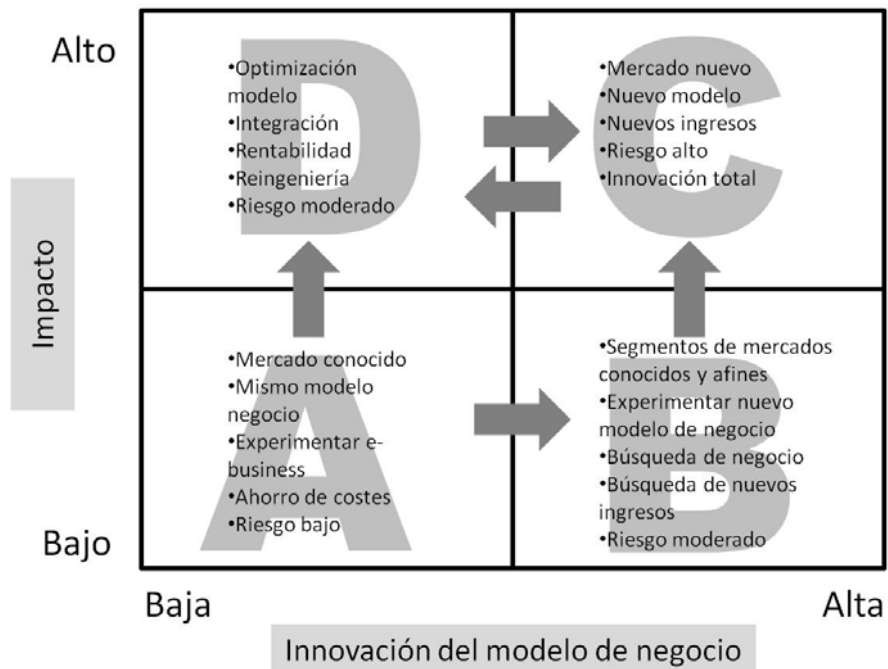 Alto
D
•Optimización
modelo
•Integración
•Rentabilidad
•Reingeniería
•Riesgo moderado
C
•Mercado nuevo
•Nuevo modelo
•Nuevos ingresos
•Riesgo alto
•Innovación total
Impacto
A
•Mercado conocido
•Mismo modelo
negocio
•Experimentar e-
business
•Ahorro de costes
•Riesgo bajo
B
•Segmentos de mercados
conocidos y afines
•Experimentar nuevo
modelo de negocio
•Búsqueda de negocio
•Búsqueda de nuevos
ingresos
•Riesgo moderado
Bajo
Baja
Alta
Innovación del modelo de negocio